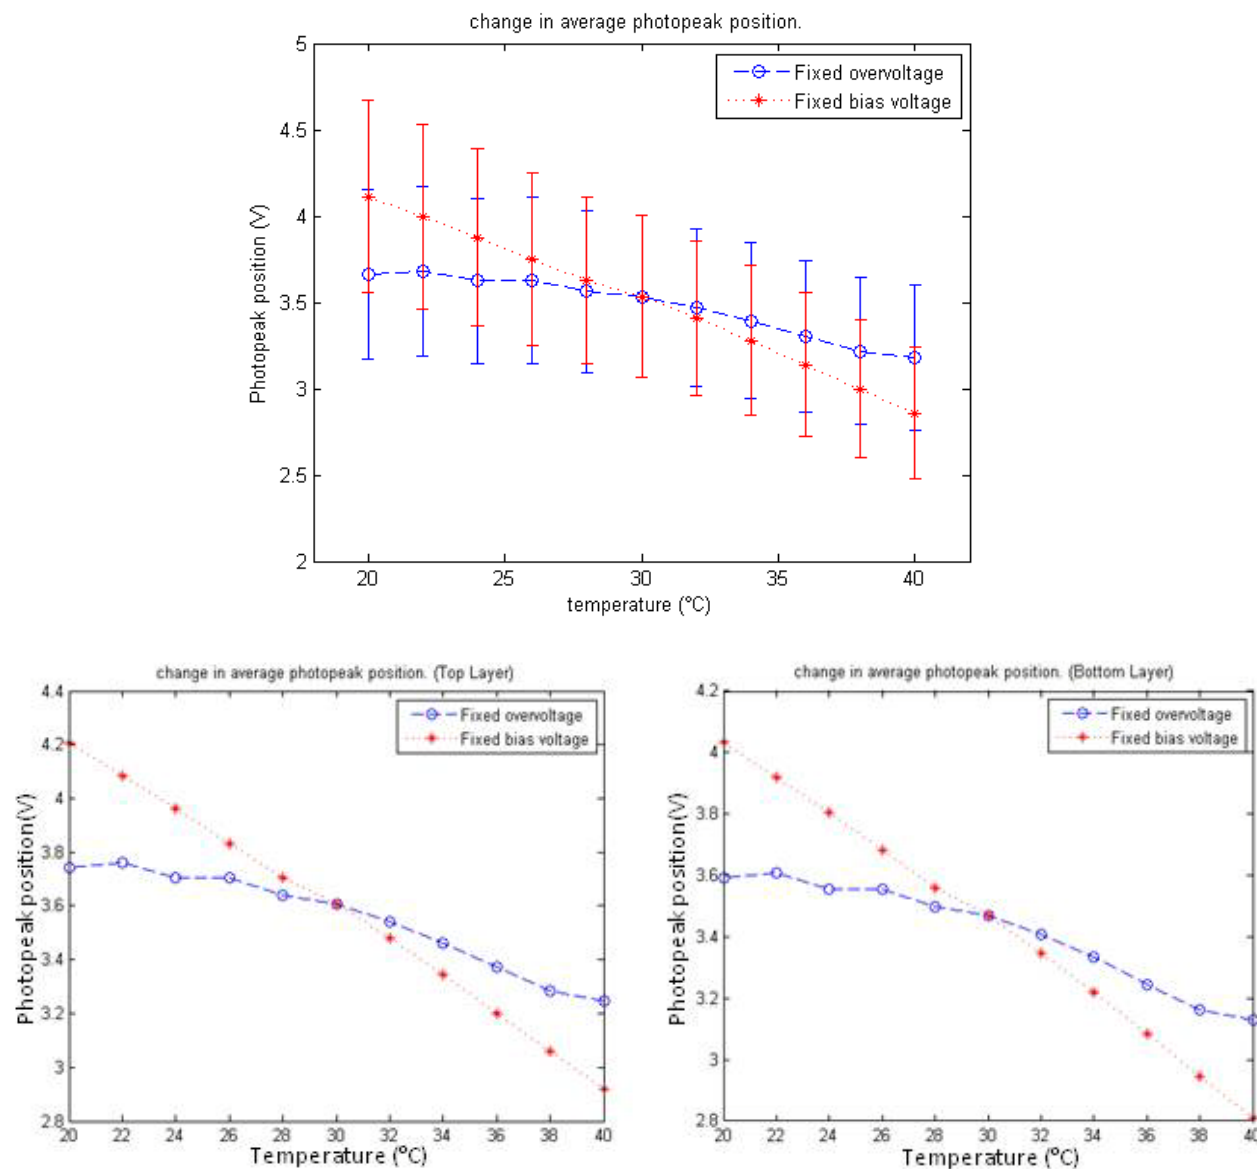 change in average photopeak position.
5
4.5
4
3.5
3
2.5
2
Photopeak position (V)
Fixed overvoltage
Fixed bias voltage
20 25 30 35 40
temperature (°C)
change in average photopeak position. (Top Layer)
4.4
4.2
4
3.8
3.6
3.4
3.2
3
2.8
Photopeak position(V)
Fixed overvoltage
Fixed bias voltage
20 22 24 26 28 30 32 34 36 38 40
Temperature (°C)
change in average photopeak position. (Bottom Layer)
4.2
4
3.8
3.6
3.4
3.2
3
2.8
Photopeak position(V)
Fixed overvoltage
Fixed bias voltage
20 22 24 26 28 30 32 34 36 38 40
Temperature (°C)